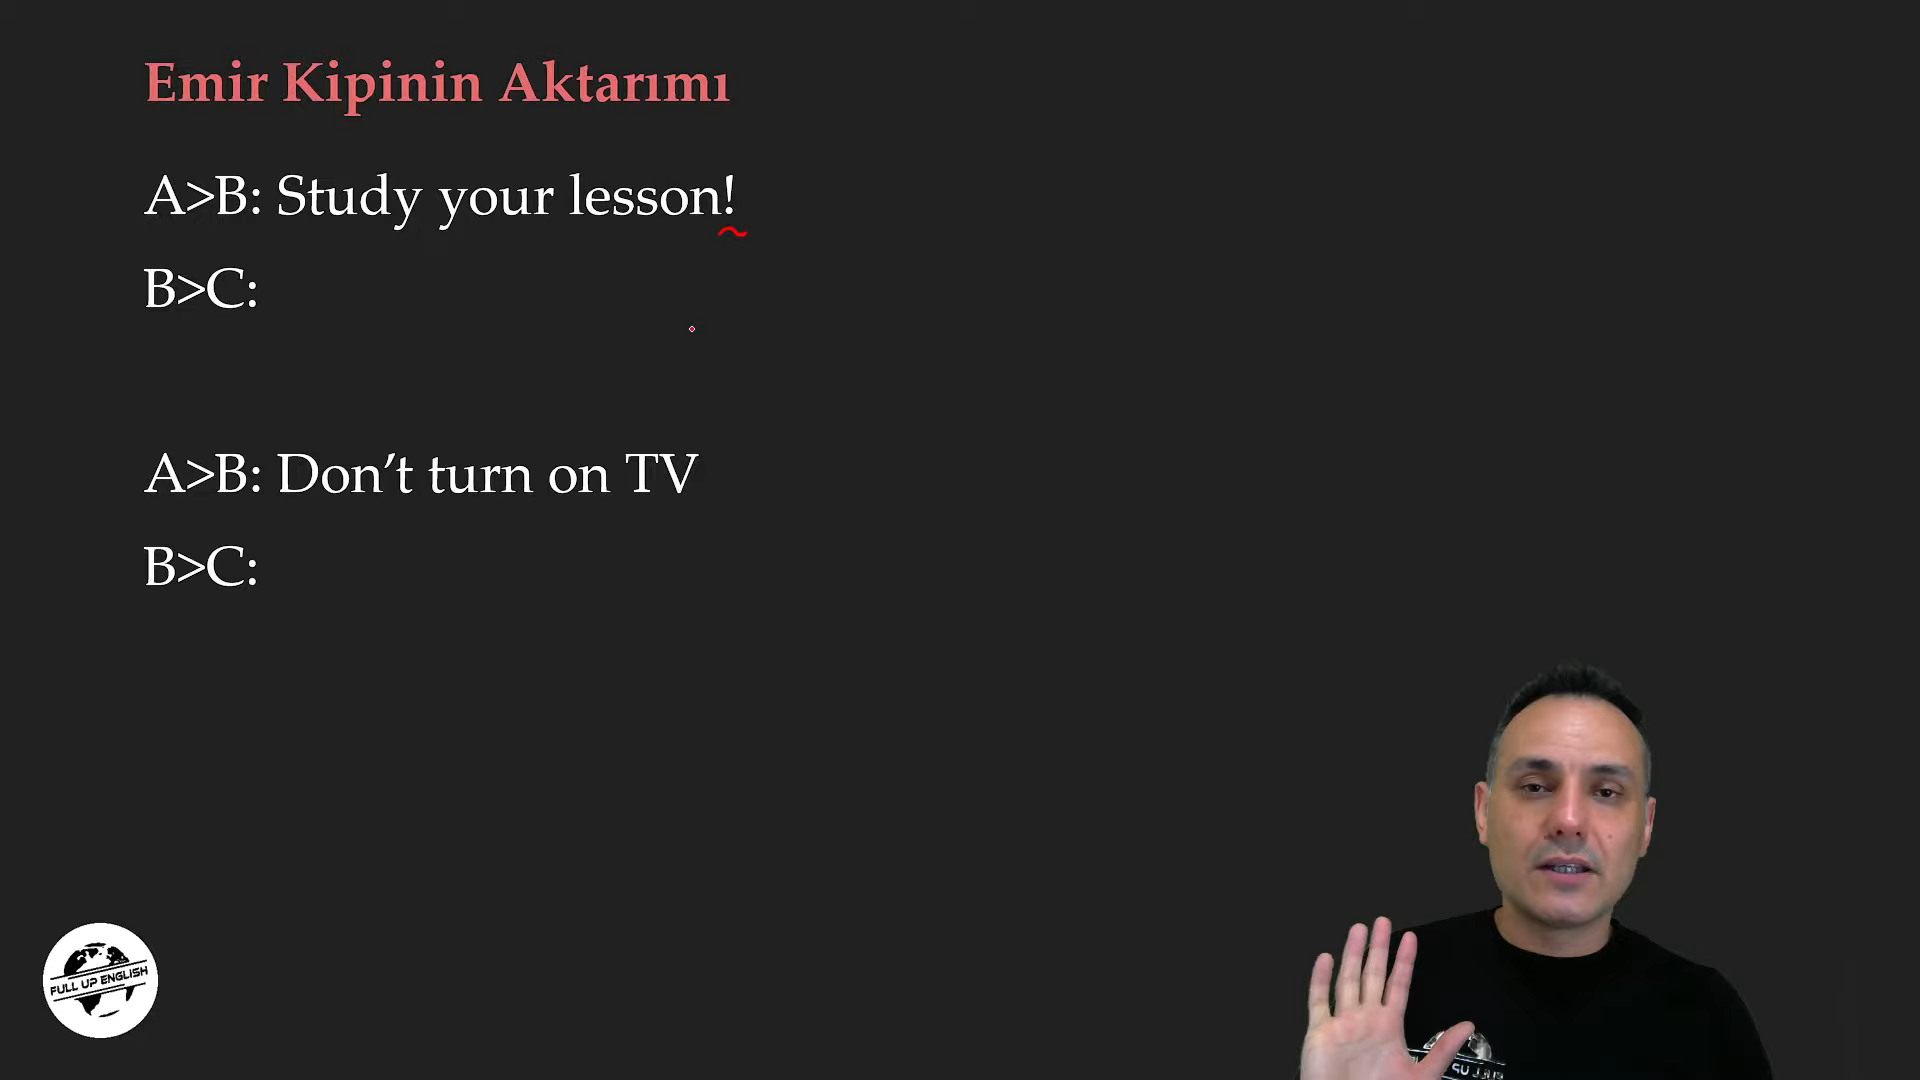 Emir Kipinin Aktarımı
A>B: Study your lesson!
B>C:
A>B: Don’t turn on TV
B>C:
FULL UP ENGLISH